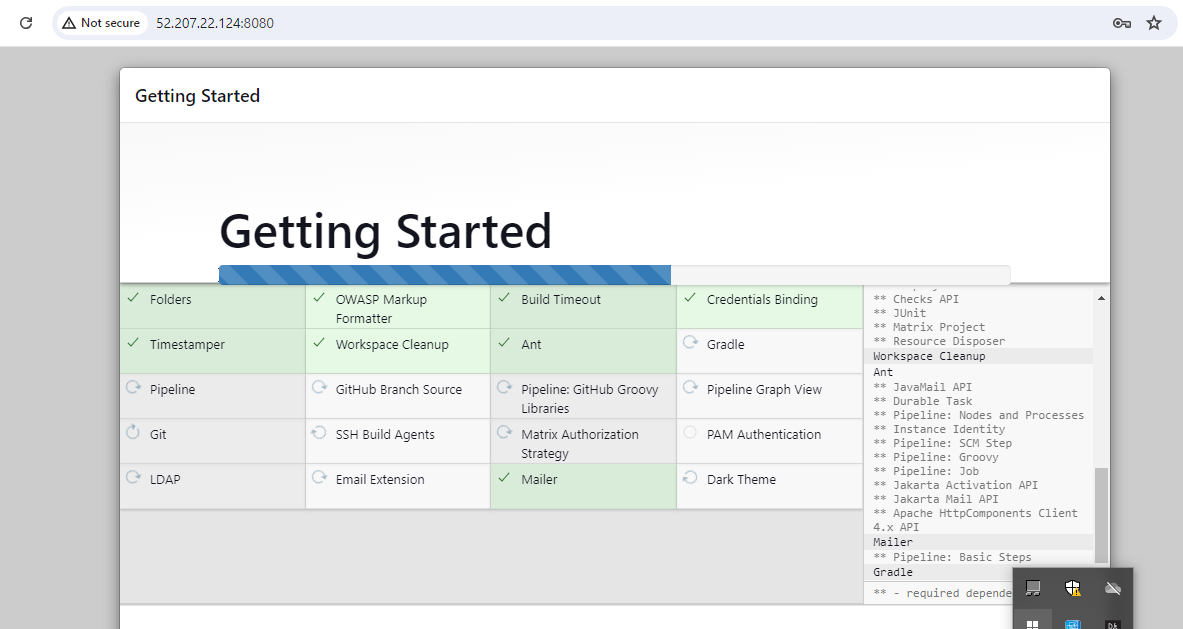 Not secure 52.207.22.124:8080
Getting Started
Getting Started
Folders
OWASP Markup
Formatter
Build Timeout
Credentials Binding
Timestamper
Workspace Cleanup
Ant
Gradle
Pipeline
GitHub Branch Source
Pipeline: GitHub Groovy
Libraries
Pipeline Graph View
Git
SSH Build Agents
Matrix Authorization
Strategy
PAM Authentication
LDAP
Email Extension
Mailer
Dark Theme
** Checks API
** JUnit
** Matrix Project
** Resource Disposer
Workspace Cleanup
Ant
** JavaMail API
** Durable Task
** Pipeline: Nodes and Processes
** Instance Identity
** Pipeline: SCM Step
** Pipeline: Groovy
** Pipeline: Job
** Jakarta Activation API
** Jakarta Mail API
** Apache HttpComponents Client
4.x API
Mailer
** Pipeline: Basic Steps
Gradle
** - required depende